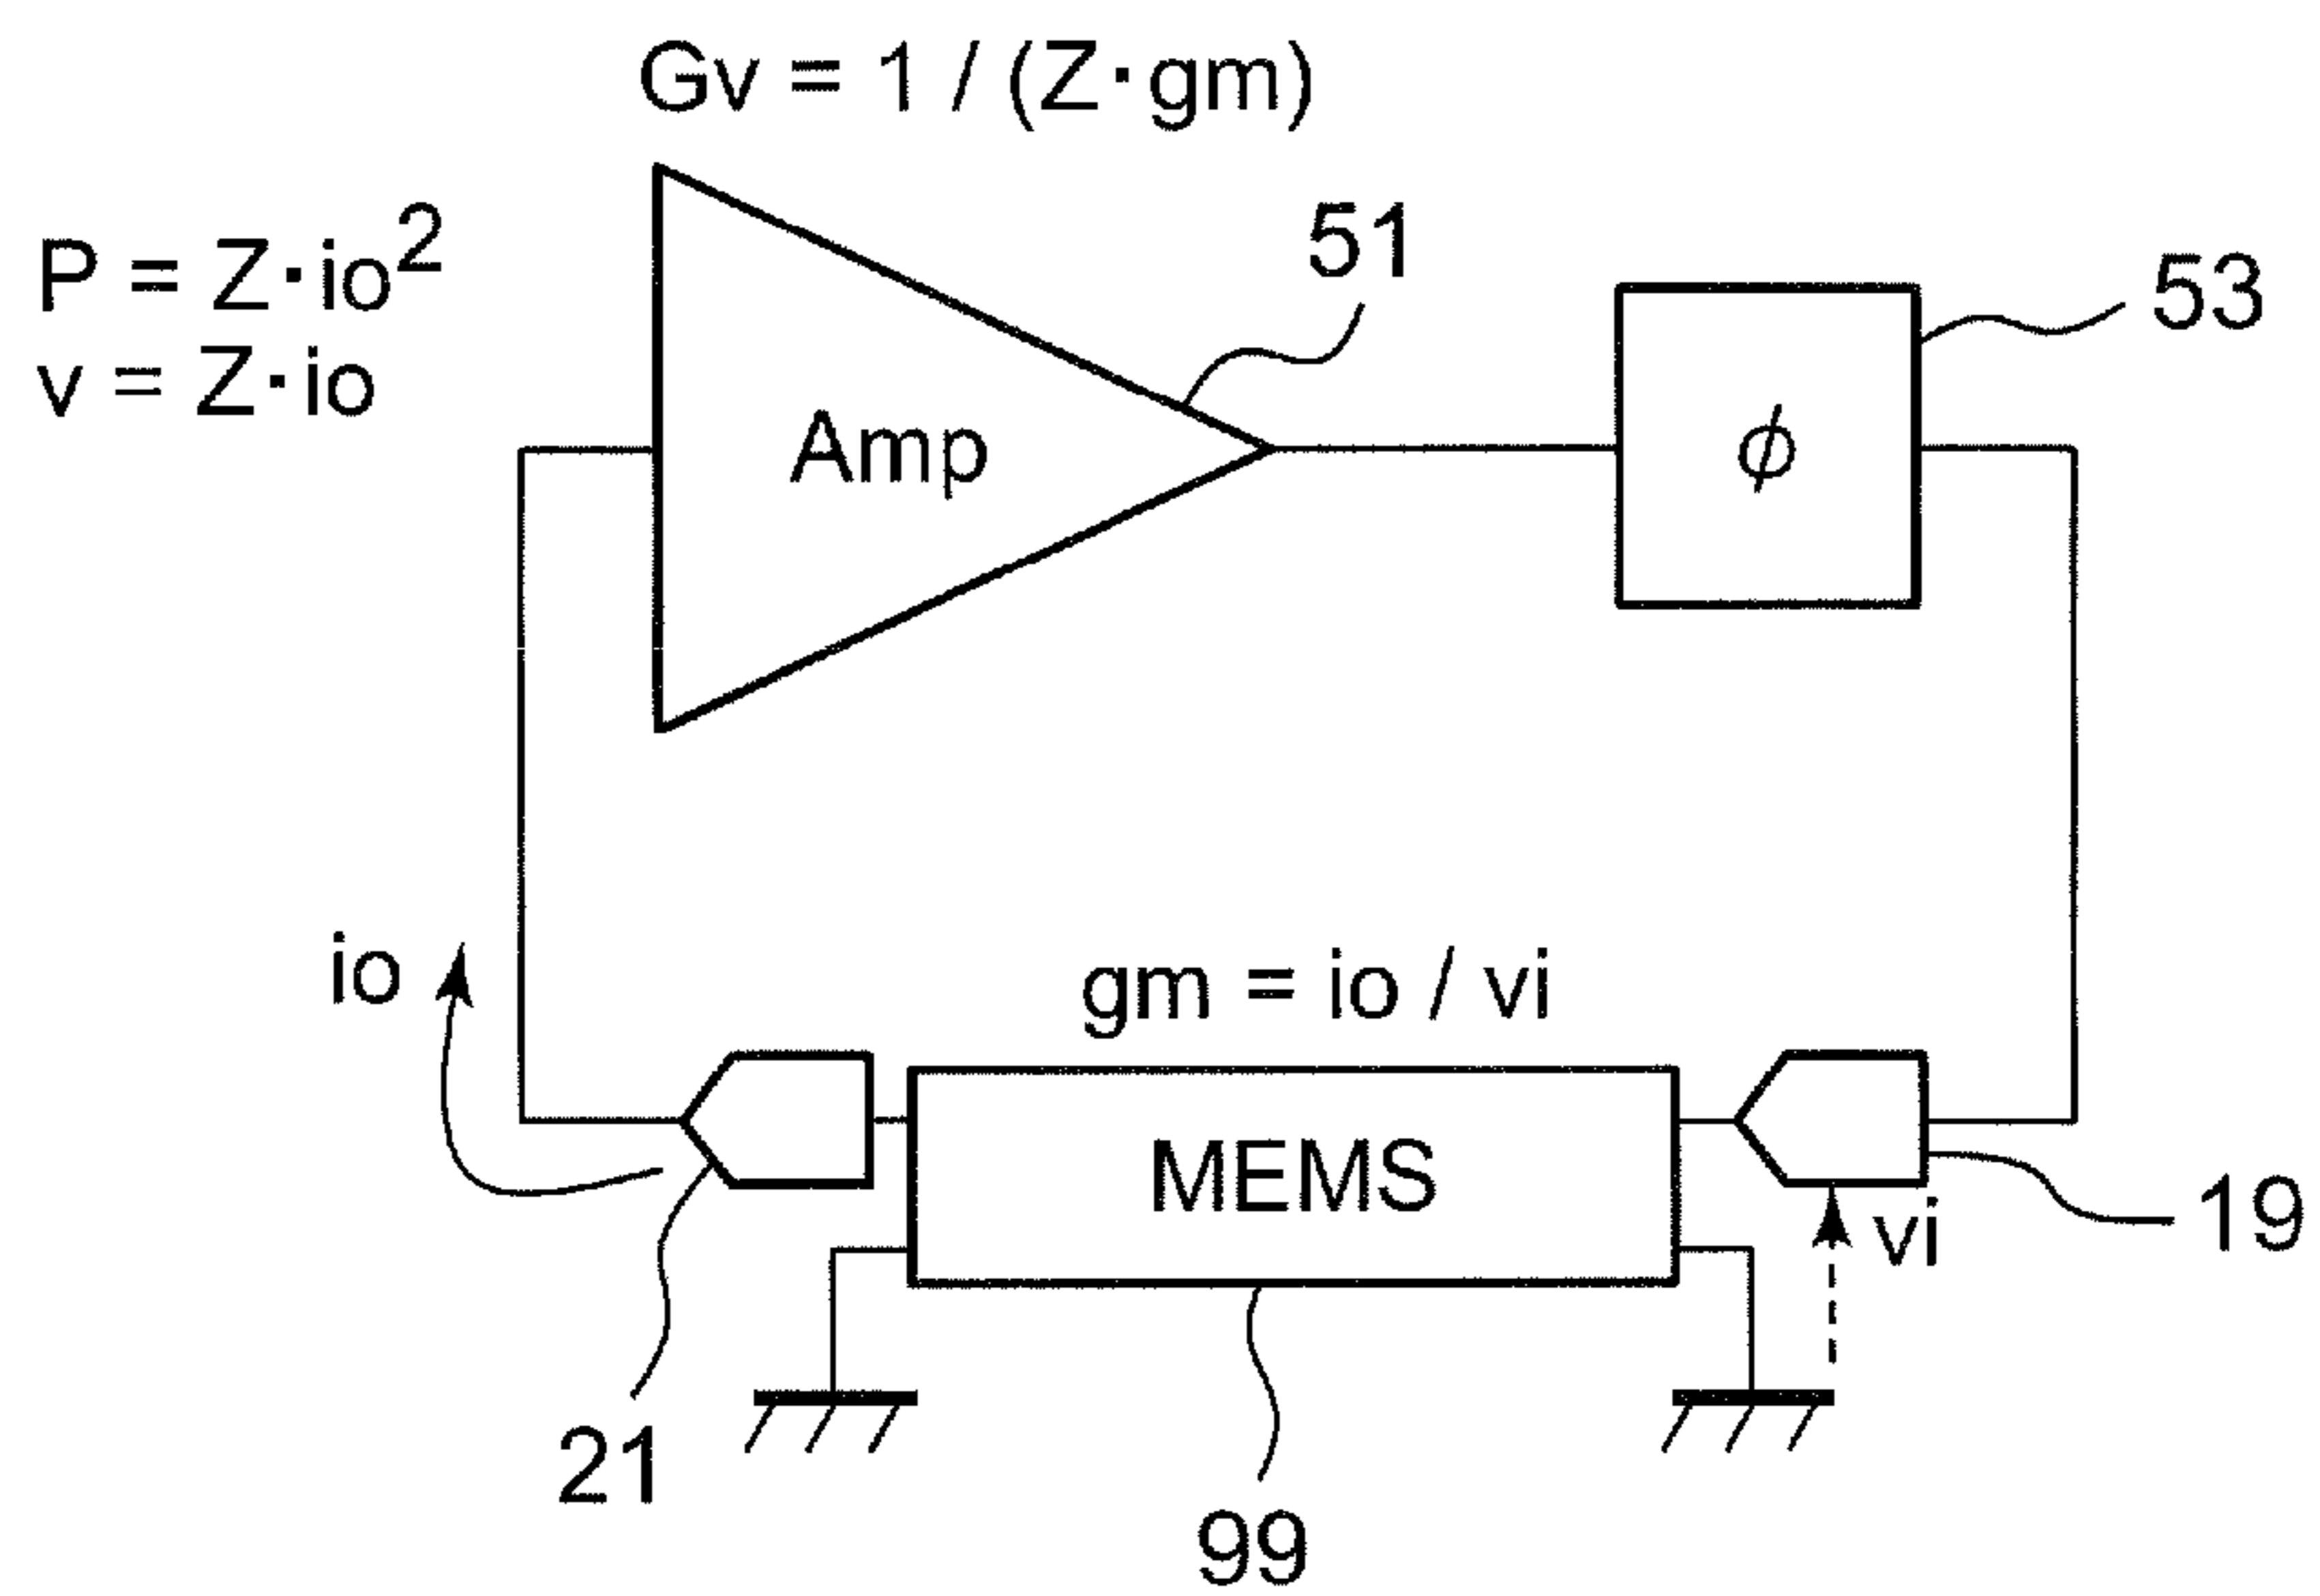 Gv = 1 / (Z·gm)
P = Z·io²
v = Z·io
51
53
Amp
ϕ
io
gm = io / vi
MEMS
vi
19
21
99